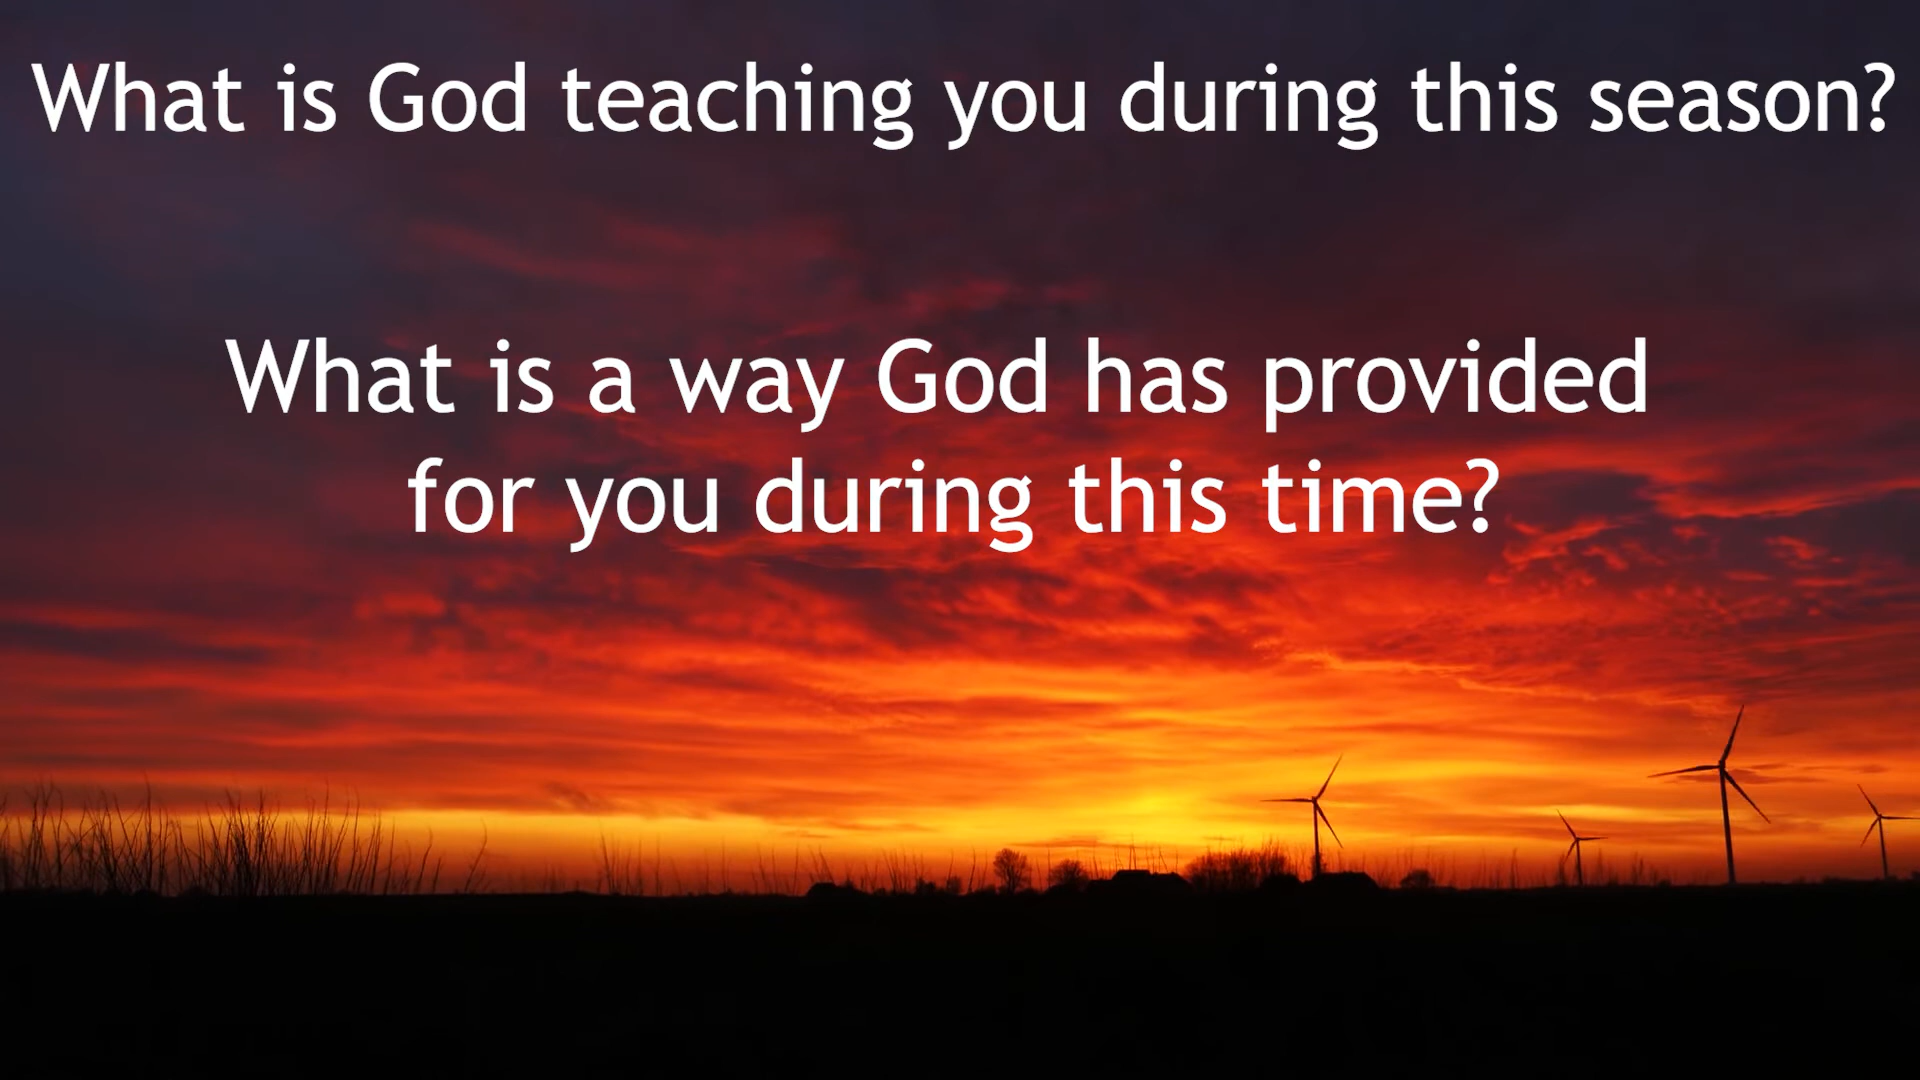 What is God teaching you during this season?
What is a way God has provided
for you during this time?